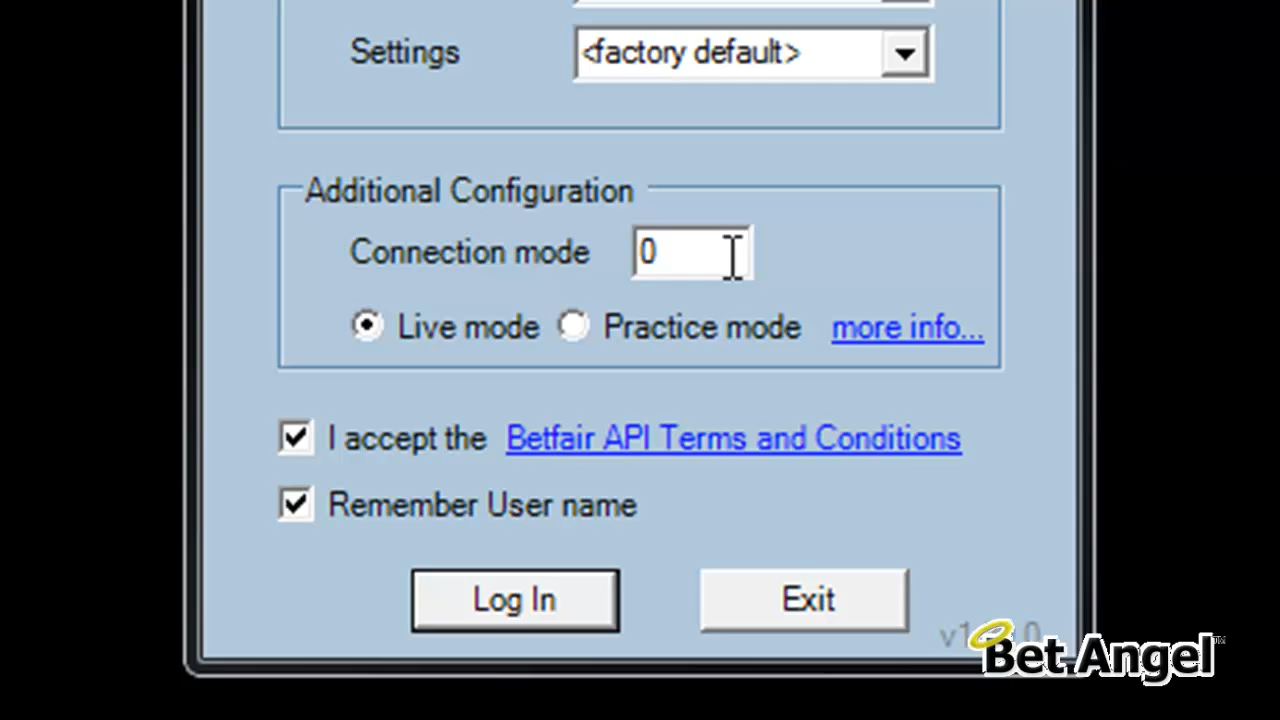 Settings <factory default>
Additional Configuration
Connection mode 0
Live mode Practice mode more info...
I accept the Betfair API Terms and Conditions
Remember User name
Log In Exit
Bet Angel™